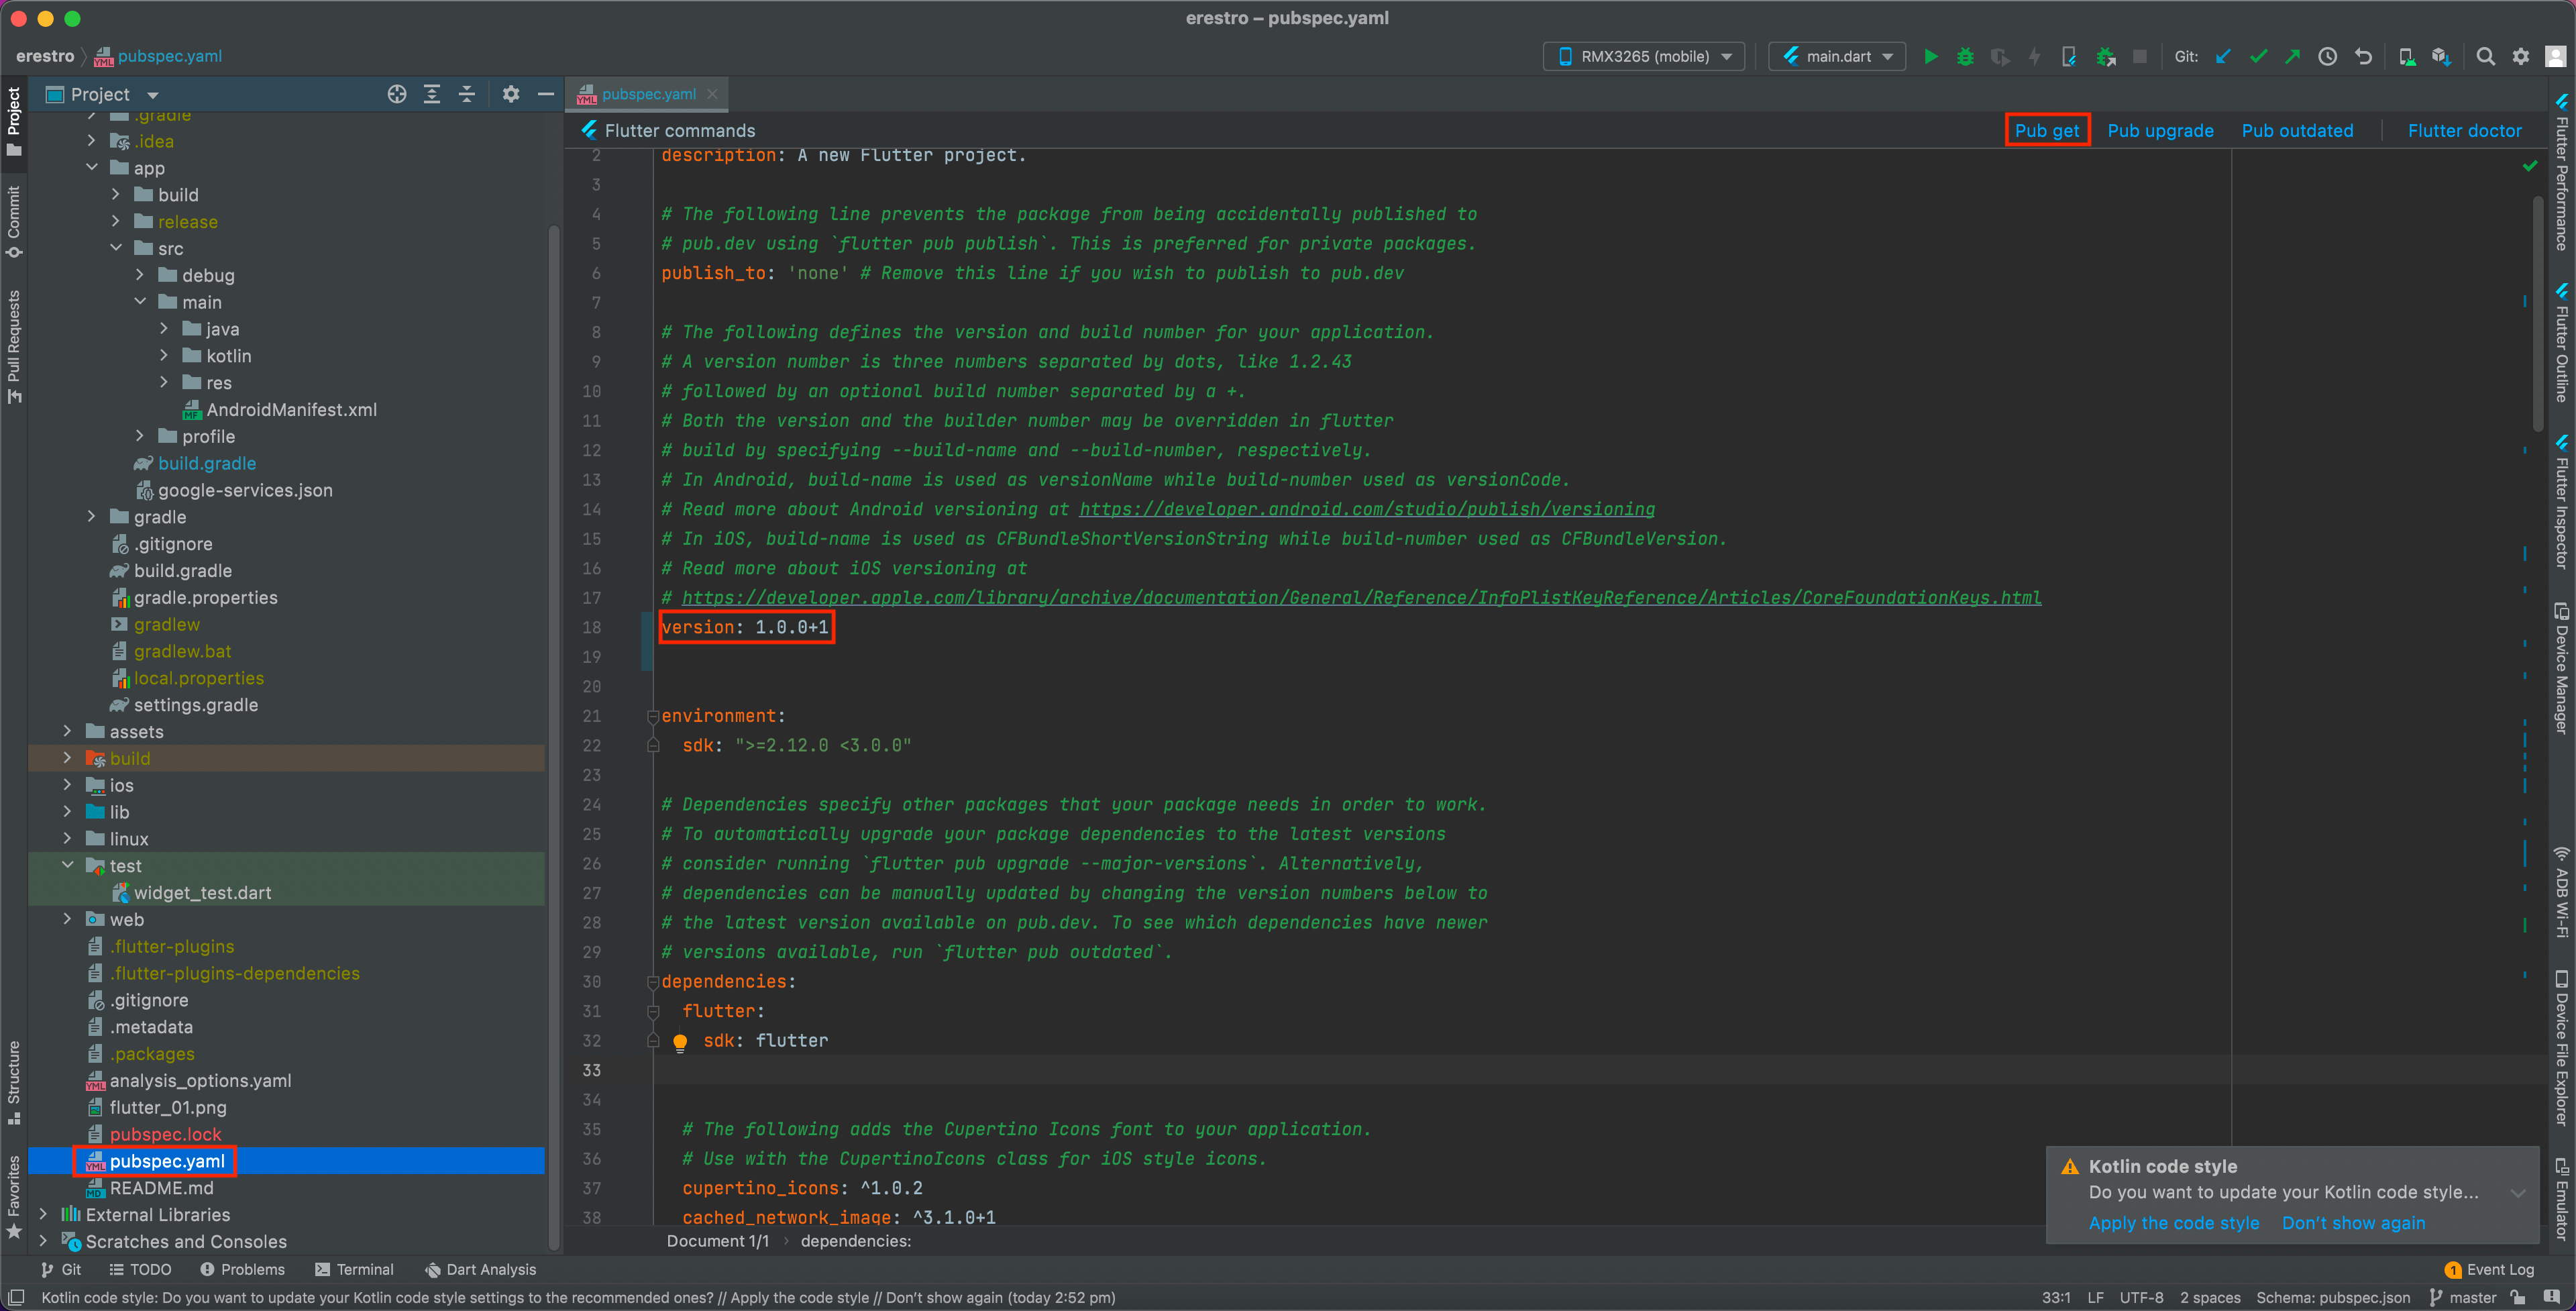 erestro – pubspec.yaml
erestro
pubspec.yaml
RMX3265 (mobile)
main.dart
Git:
Project
pubspec.yaml
Flutter commands
Pub get
Pub upgrade
Pub outdated
Flutter doctor
Project
Commit
Pull Requests
Structure
Favorites
.gradle
.idea
app
build
release
src
debug
main
java
kotlin
res
AndroidManifest.xml
profile
build.gradle
google-services.json
gradle
.gitignore
build.gradle
gradle.properties
gradlew
gradlew.bat
local.properties
settings.gradle
assets
build
ios
lib
linux
test
widget_test.dart
web
.flutter-plugins
.flutter-plugins-dependencies
.gitignore
.metadata
.packages
analysis_options.yaml
flutter_01.png
pubspec.lock
pubspec.yaml
README.md
External Libraries
Scratches and Consoles
2 description: A new Flutter project.
3
4 # The following line prevents the package from being accidentally published to
5 # pub.dev using `flutter pub publish`. This is preferred for private packages.
6 publish_to: 'none' # Remove this line if you wish to publish to pub.dev
7
8 # The following defines the version and build number for your application.
9 # A version number is three numbers separated by dots, like 1.2.43
10 # followed by an optional build number separated by a +.
11 # Both the version and the builder number may be overridden in flutter
12 # build by specifying --build-name and --build-number, respectively.
13 # In Android, build-name is used as versionName while build-number used as versionCode.
14 # Read more about Android versioning at https://developer.android.com/studio/publish/versioning
15 # In iOS, build-name is used as CFBundleShortVersionString while build-number used as CFBundleVersion.
16 # Read more about iOS versioning at
17 # https://developer.apple.com/library/archive/documentation/General/Reference/InfoPlistKeyReference/Articles/CoreFoundationKeys.html
18 version: 1.0.0+1
19
20
21 environment:
22 sdk: ">=2.12.0 <3.0.0"
23
24 # Dependencies specify other packages that your package needs in order to work.
25 # To automatically upgrade your package dependencies to the latest versions
26 # consider running `flutter pub upgrade --major-versions`. Alternatively,
27 # dependencies can be manually updated by changing the version numbers below to
28 # the latest version available on pub.dev. To see which dependencies have newer
29 # versions available, run `flutter pub outdated`.
30 dependencies:
31 flutter:
32 sdk: flutter
33
34
35 # The following adds the Cupertino Icons font to your application.
36 # Use with the CupertinoIcons class for iOS style icons.
37 cupertino_icons: ^1.0.2
38 cached_network_image: ^3.1.0+1
Document 1/1 › dependencies:
Flutter Performance
Flutter Outline
Flutter Inspector
Device Manager
ADB Wi-Fi
Device File Explorer
Emulator
Kotlin code style
Do you want to update your Kotlin code style...
Apply the code style
Don't show again
Git
TODO
Problems
Terminal
Dart Analysis
1 Event Log
Kotlin code style: Do you want to update your Kotlin code style settings to the recommended ones? // Apply the code style // Don't show again (today 2:52 pm)
33:1 LF UTF-8 2 spaces Schema: pubspec.json master